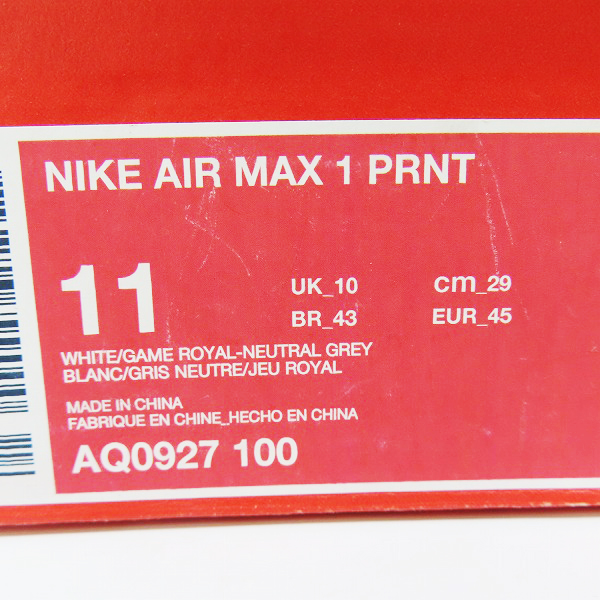 NIKE AIR MAX 1 PRNT
11
UK_10 cm_29
BR_43 EUR_45
WHITE/GAME ROYAL-NEUTRAL GREY
BLANC/GRIS NEUTRE/JEU ROYAL
MADE IN CHINA
FABRIQUE EN CHINE_HECHO EN CHINA
AQ0927 100